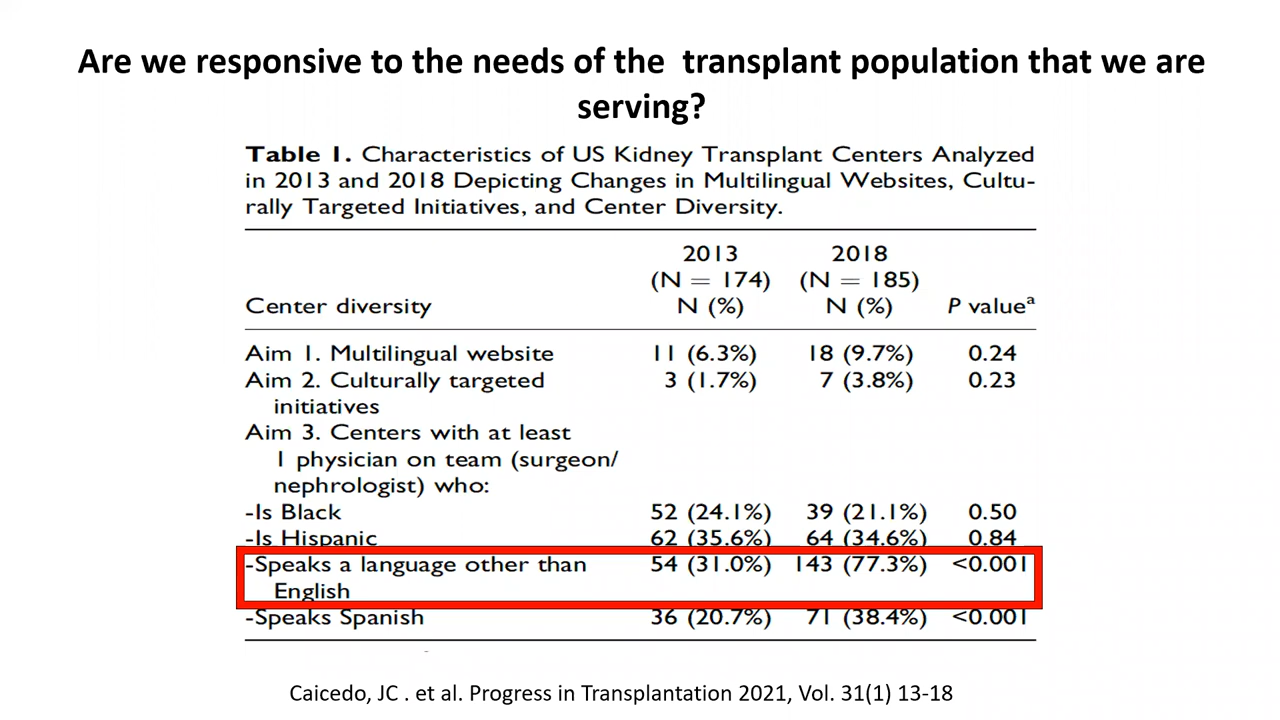 Are we responsive to the needs of the  transplant population that we are
serving?
Table 1. Characteristics of US Kidney Transplant Centers Analyzed
in 2013 and 2018 Depicting Changes in Multilingual Websites, Cultu-
rally Targeted Initiatives, and Center Diversity.
2013 2018
(N = 174) (N = 185)
Center diversity N (%) N (%) P valueᵃ
Aim 1. Multilingual website 11 (6.3%) 18 (9.7%) 0.24
Aim 2. Culturally targeted 3 (1.7%) 7 (3.8%) 0.23
initiatives
Aim 3. Centers with at least
1 physician on team (surgeon/
nephrologist) who:
-Is Black 52 (24.1%) 39 (21.1%) 0.50
-Is Hispanic 62 (35.6%) 64 (34.6%) 0.84
-Speaks a language other than 54 (31.0%) 143 (77.3%) <0.001
English
-Speaks Spanish 36 (20.7%) 71 (38.4%) <0.001
Caicedo, JC . et al. Progress in Transplantation 2021, Vol. 31(1) 13-18